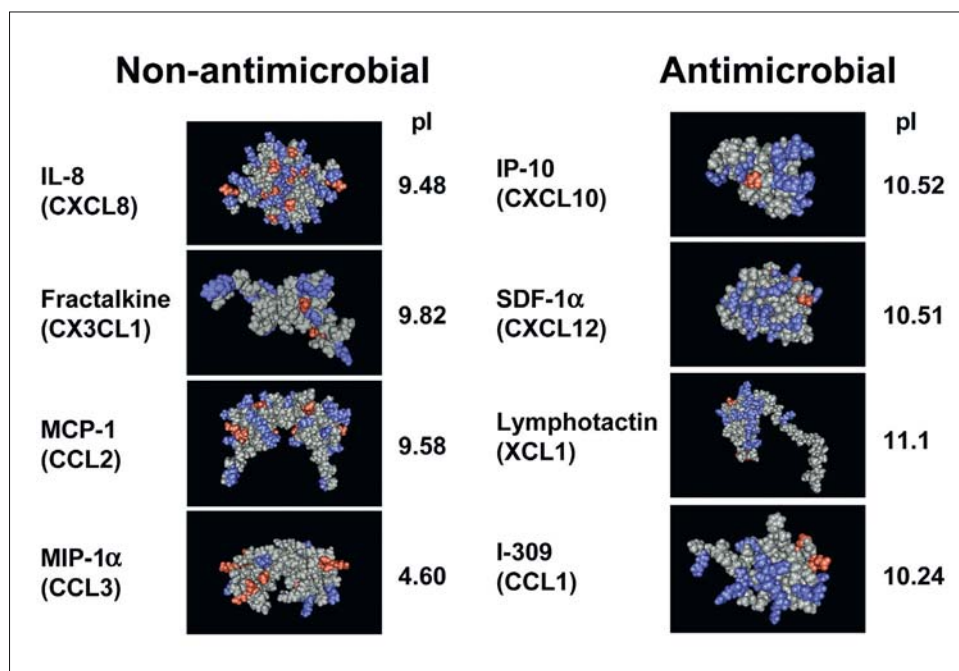 Non-antimicrobial
pI
IL-8
(CXCL8)
9.48
Fractalkine
(CX3CL1)
9.82
MCP-1
(CCL2)
9.58
MIP-1α
(CCL3)
4.60
Antimicrobial
pI
IP-10
(CXCL10)
10.52
SDF-1α
(CXCL12)
10.51
Lymphotactin
(XCL1)
11.1
I-309
(CCL1)
10.24